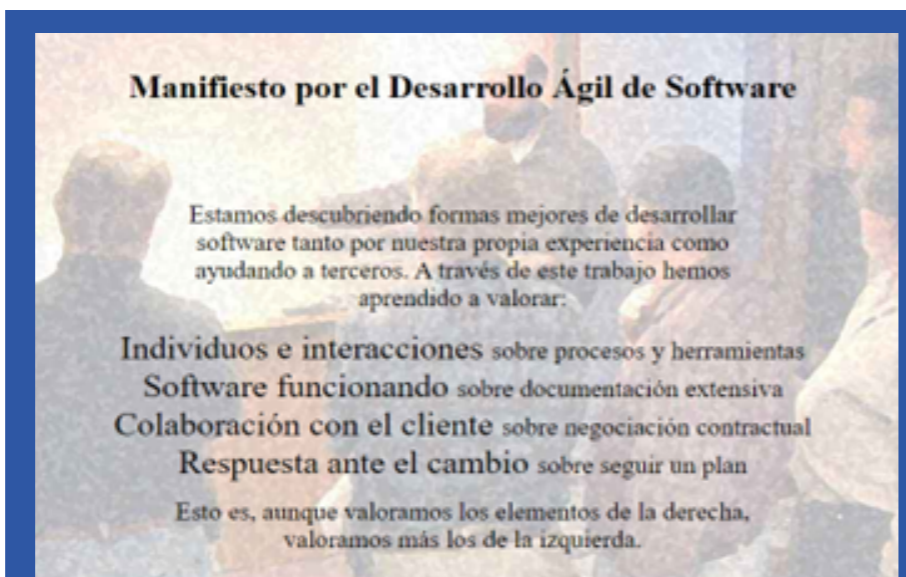 Manifiesto por el Desarrollo Ágil de Software
Estamos descubriendo formas mejores de desarrollar
software tanto por nuestra propia experiencia como
ayudando a terceros. A través de este trabajo hemos
aprendido a valorar:
Individuos e interacciones sobre procesos y herramientas
Software funcionando sobre documentación extensiva
Colaboración con el cliente sobre negociación contractual
Respuesta ante el cambio sobre seguir un plan
Esto es, aunque valoramos los elementos de la derecha,
valoramos más los de la izquierda.